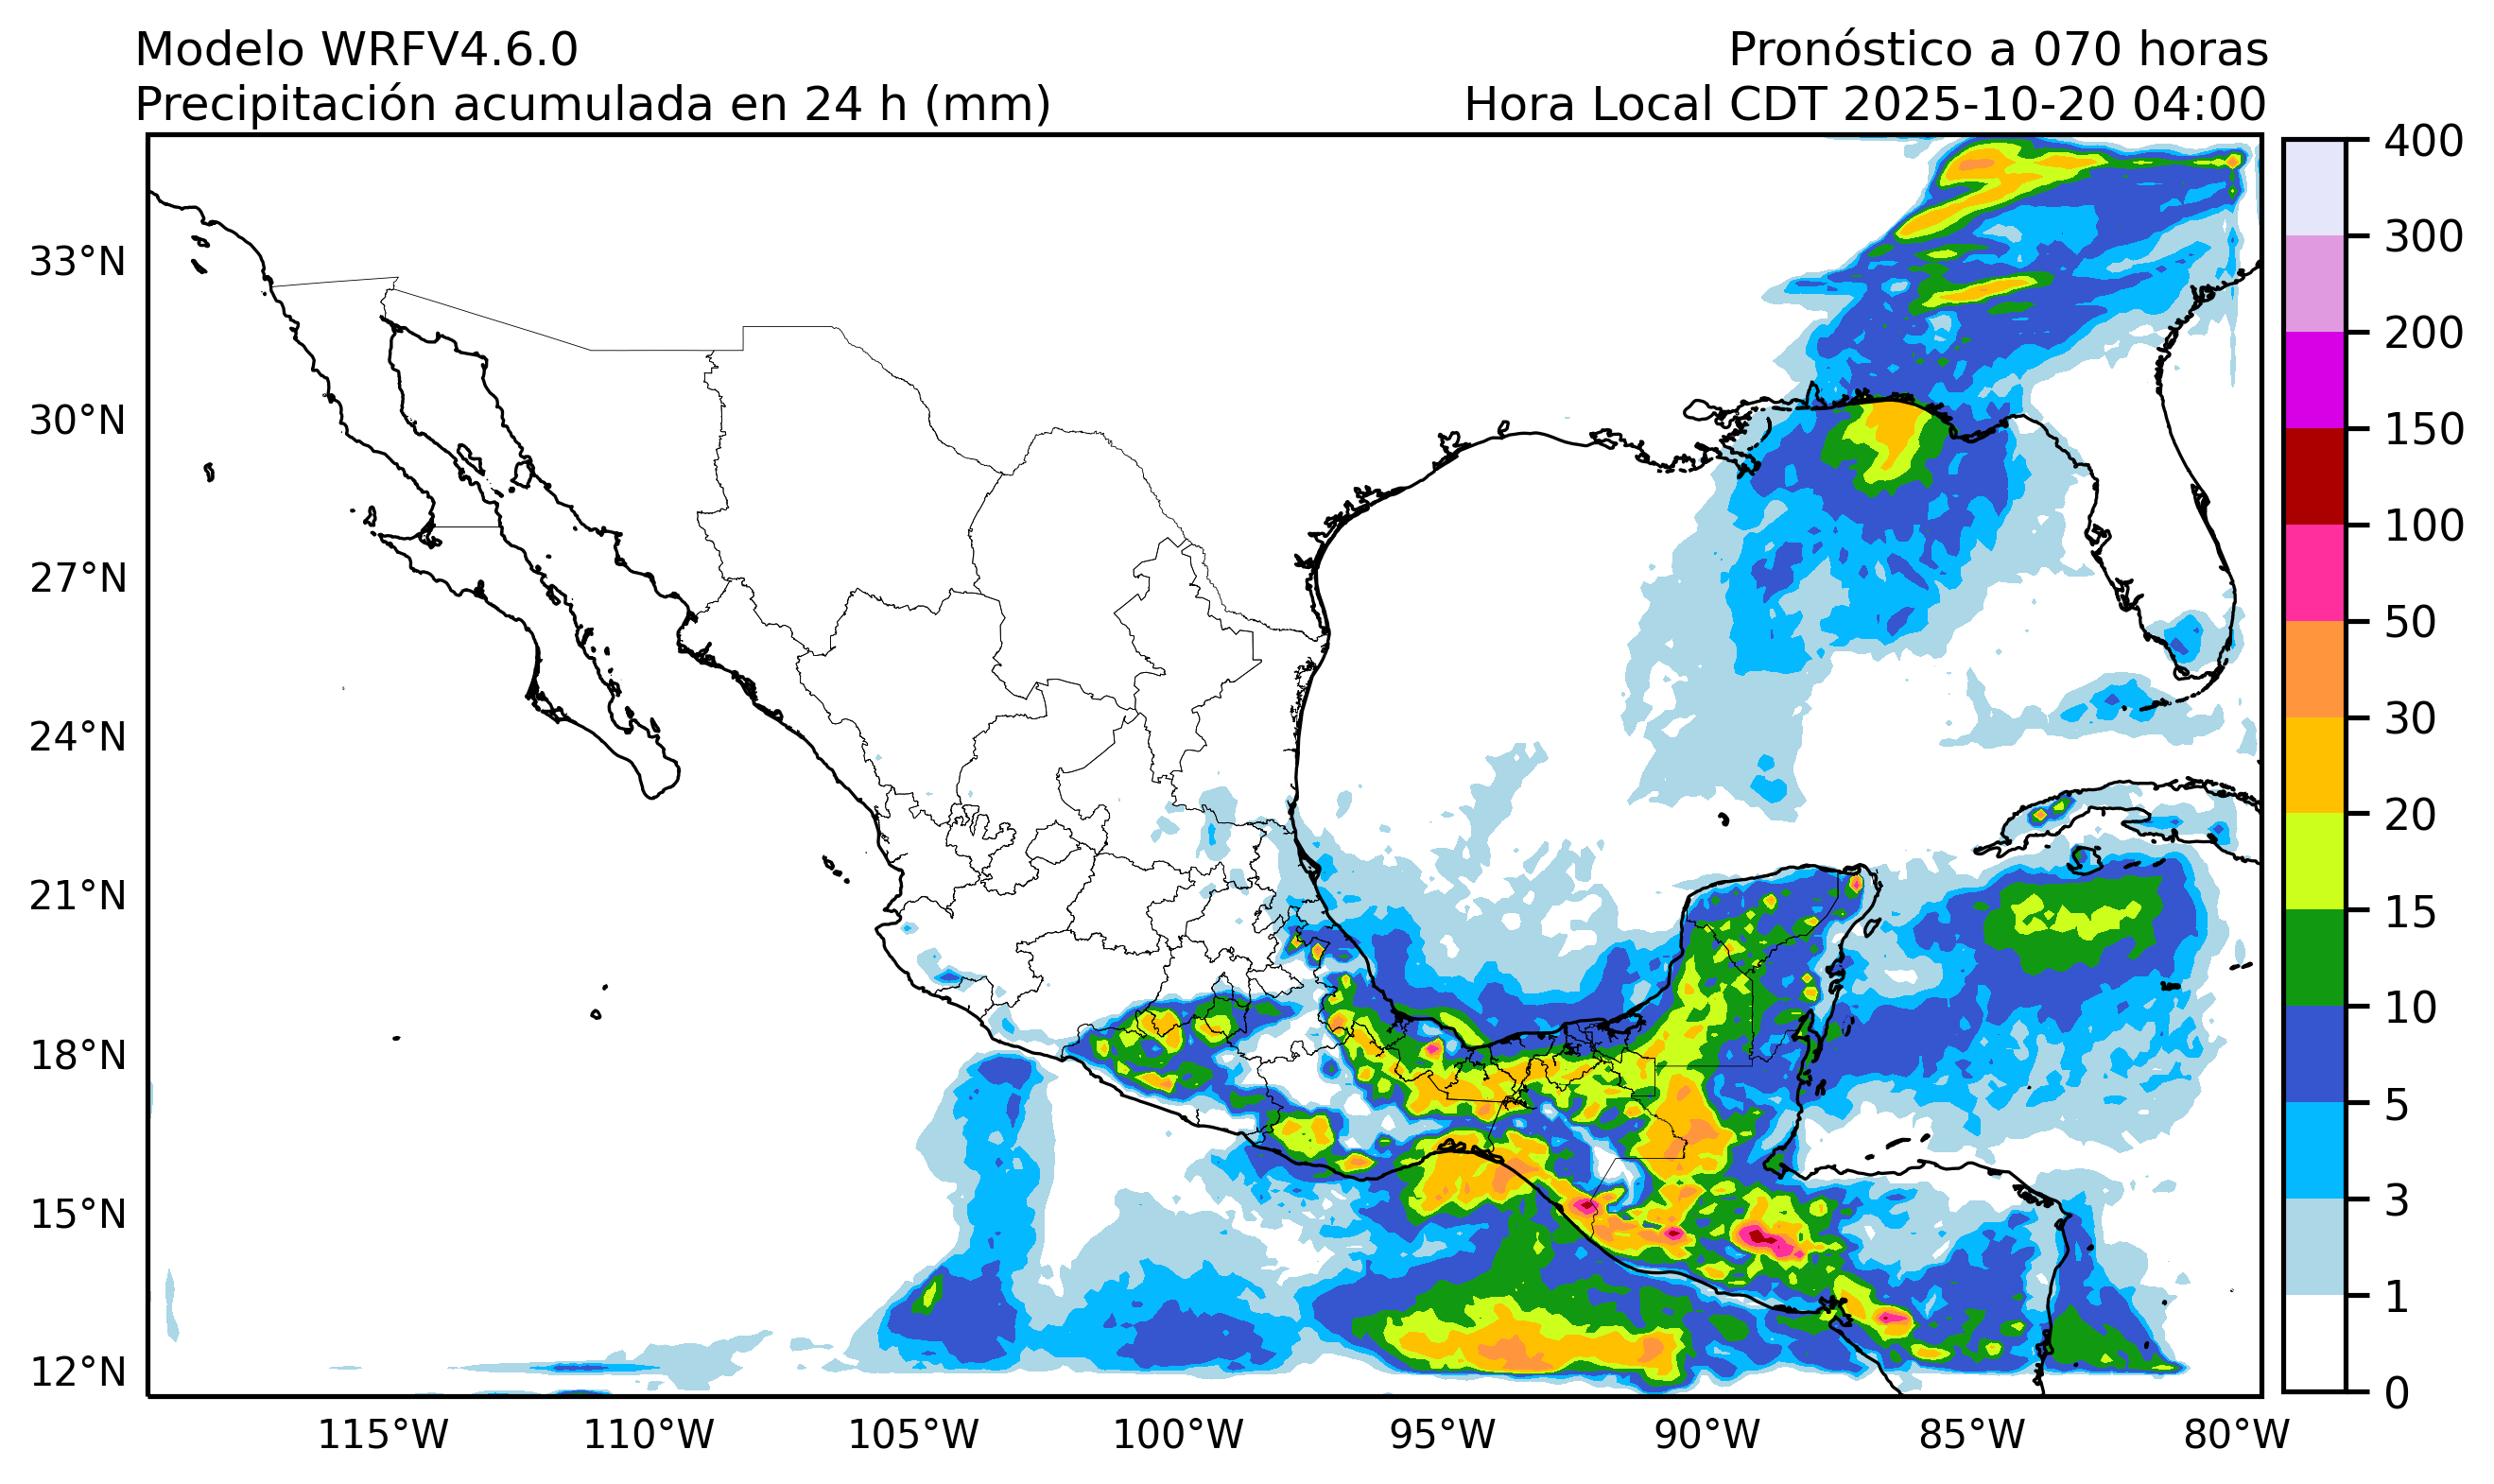 Modelo WRFV4.6.0
Pronóstico a 070 horas
Precipitación acumulada en 24 h (mm)
Hora Local CDT 2025-10-20 04:00
33°N
30°N
27°N
24°N
21°N
18°N
15°N
12°N
115°W
110°W
105°W
100°W
95°W
90°W
85°W
80°W
400
300
200
150
100
50
30
20
15
10
5
3
1
0